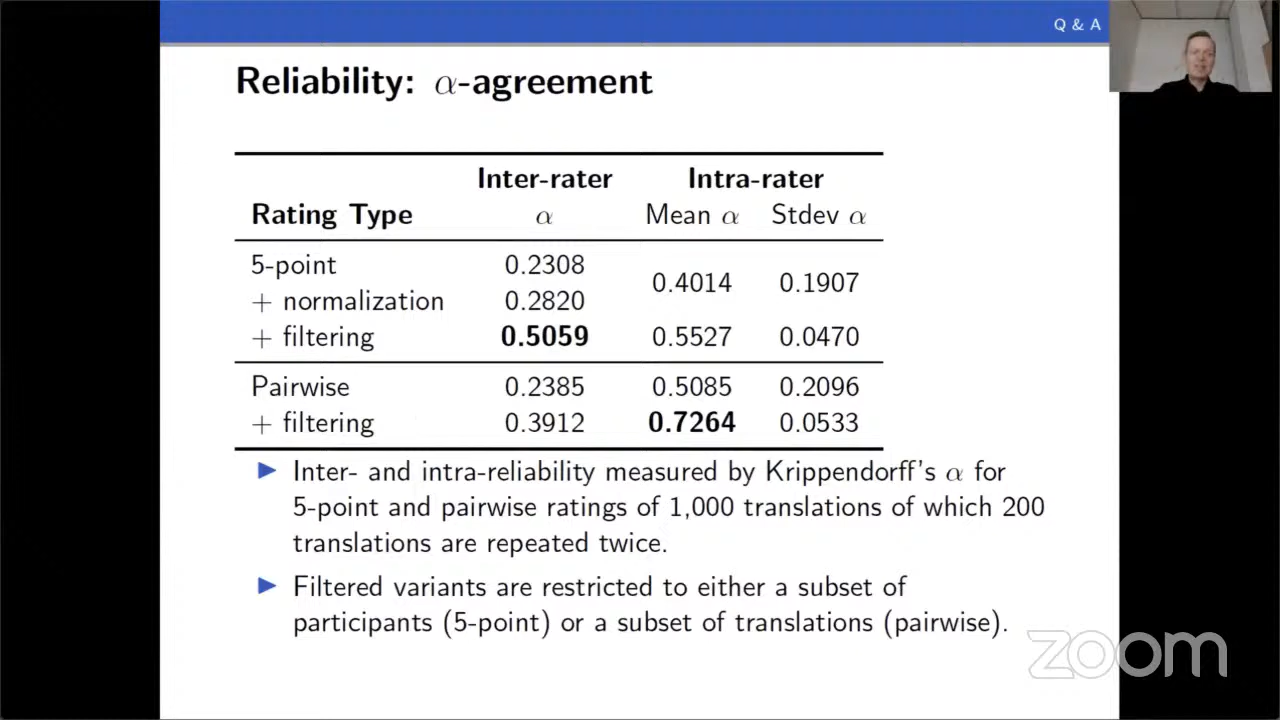 Q & A
Reliability: α-agreement
Inter-rater Intra-rater
Rating Type α Mean α Stdev α
5-point 0.2308
0.4014 0.1907
+ normalization 0.2820
+ filtering 0.5059 0.5527 0.0470
Pairwise 0.2385 0.5085 0.2096
+ filtering 0.3912 0.7264 0.0533
Inter- and intra-reliability measured by Krippendorff's α for
5-point and pairwise ratings of 1,000 translations of which 200
translations are repeated twice.
Filtered variants are restricted to either a subset of
participants (5-point) or a subset of translations (pairwise).
zoom